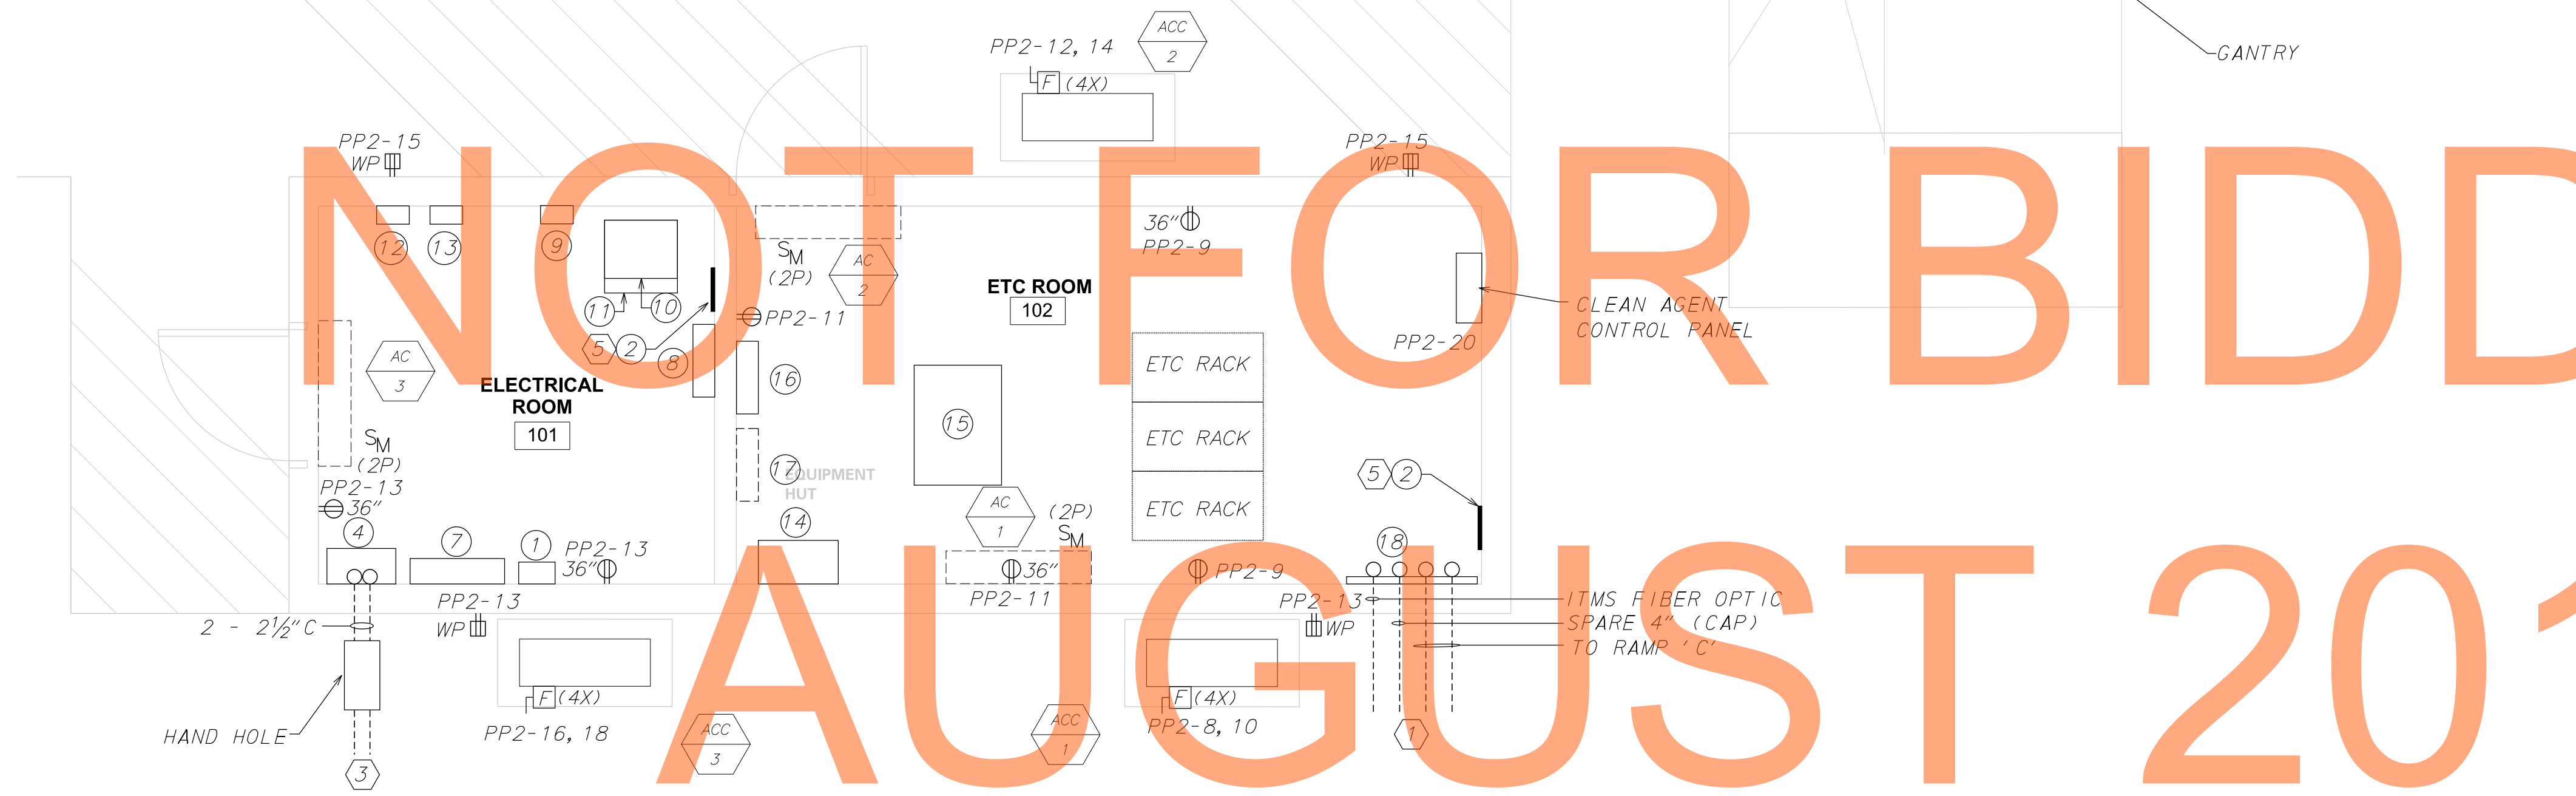 ACC
2
PP2-12, 14
F (4X)
GANTRY
PP2-15
WP
PP2-15
WP
NOT FOR BIDD
12
13
9
SM
(2P)
AC
2
36"
PP2-9
ETC ROOM
102
11
10
PP2-11
CLEAN AGENT
CONTROL PANEL
PP2-20
5
2
8
AC
3
ELECTRICAL
ROOM
101
16
15
ETC RACK
ETC RACK
ETC RACK
SM
(2P)
17
EQUIPMENT
HUT
5
2
PP2-13
36"
4
7
1
PP2-13
36"
14
AC
1
(2P)
SM
36"
PP2-11
PP2-9
18
AUGUST 201
PP2-13
WP
PP2-13
WP
ITMS FIBER OPTIC
SPARE 4" (CAP)
TO RAMP 'C'
2 - 2½"C
HAND HOLE
3
F (4X)
PP2-16, 18
ACC
3
ACC
1
F (4X)
PP2-8, 10
1